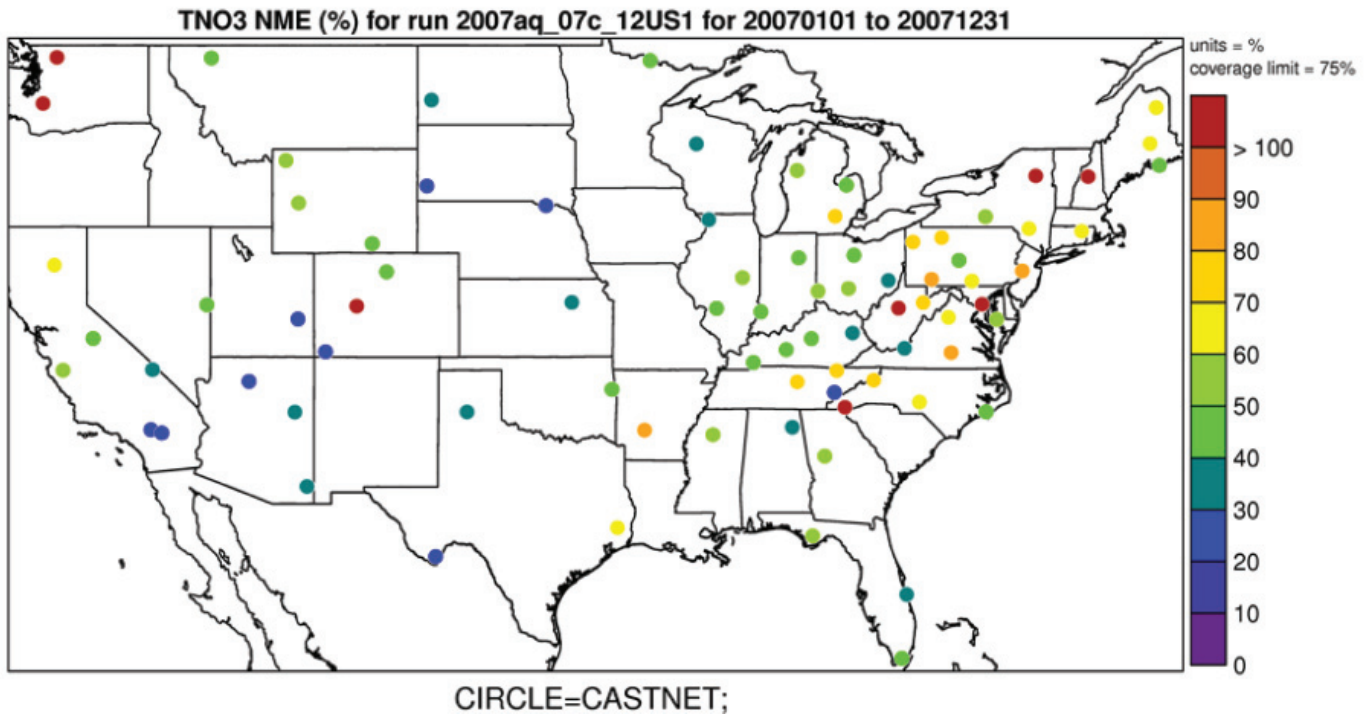 TNO3 NME (%) for run 2007aq_07c_12US1 for 20070101 to 20071231
units = %
coverage limit = 75%
> 100
90
80
70
60
50
40
30
20
10
0
CIRCLE=CASTNET;